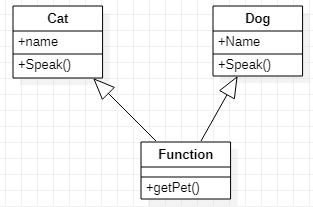 Cat
+name
+Speak()
Dog
+Name
+Speak()
Function
+getPet()